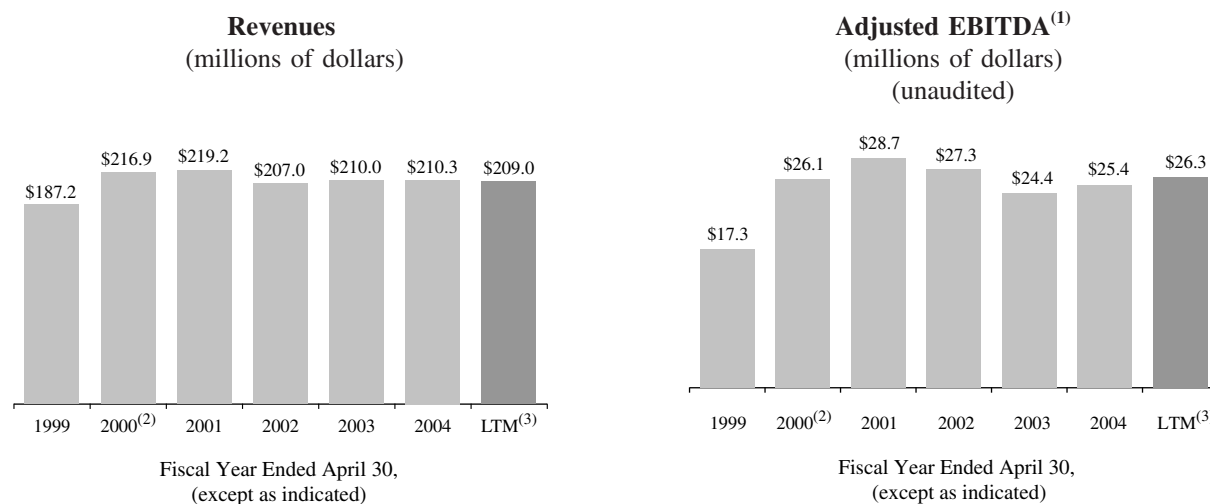 Revenues
(millions of dollars)
$187.2
$216.9
$219.2
$207.0
$210.0
$210.3
$209.0
1999
2000(2)
2001
2002
2003
2004
LTM(3)
Fiscal Year Ended April 30,
(except as indicated)
Adjusted EBITDA(1)
(millions of dollars)
(unaudited)
$17.3
$26.1
$28.7
$27.3
$24.4
$25.4
$26.3
1999
2000(2)
2001
2002
2003
2004
LTM(3
Fiscal Year Ended April 30,
(except as indicated)